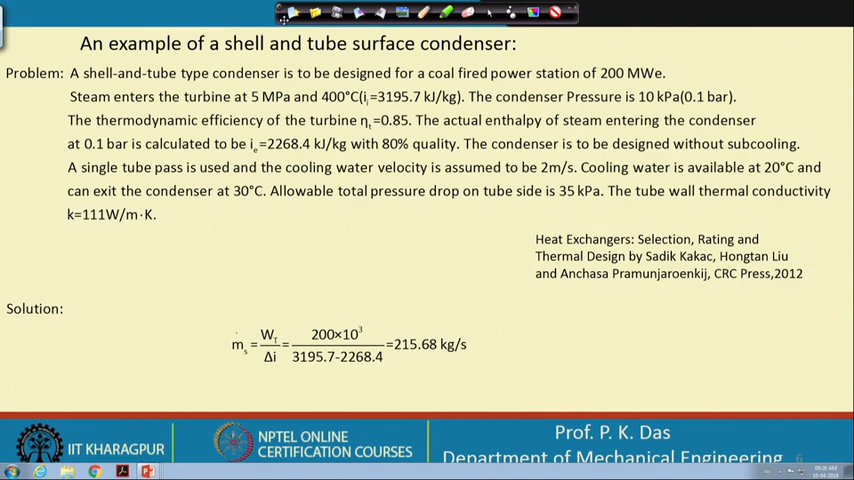 An example of a shell and tube surface condenser:
Problem: A shell-and-tube type condenser is to be designed for a coal fired power station of 200 MWe.
Steam enters the turbine at 5 MPa and 400°C(iᵢ=3195.7 kJ/kg). The condenser Pressure is 10 kPa(0.1 bar).
The thermodynamic efficiency of the turbine ηₜ=0.85. The actual enthalpy of steam entering the condenser
at 0.1 bar is calculated to be iₑ=2268.4 kJ/kg with 80% quality. The condenser is to be designed without subcooling.
A single tube pass is used and the cooling water velocity is assumed to be 2m/s. Cooling water is available at 20°C and
can exit the condenser at 30°C. Allowable total pressure drop on tube side is 35 kPa. The tube wall thermal conductivity
k=111W/m·K.
Heat Exchangers: Selection, Rating and
Thermal Design by Sadik Kakac, Hongtan Liu
and Anchasa Pramunjaroenkij, CRC Press,2012
Solution:
ṁₛ = W_T/Δi = 200×10³/3195.7-2268.4 =215.68 kg/s
IIT KHARAGPUR
NPTEL ONLINE
CERTIFICATION COURSES
Prof. P. K. Das
Department of Mechanical Engineering
6